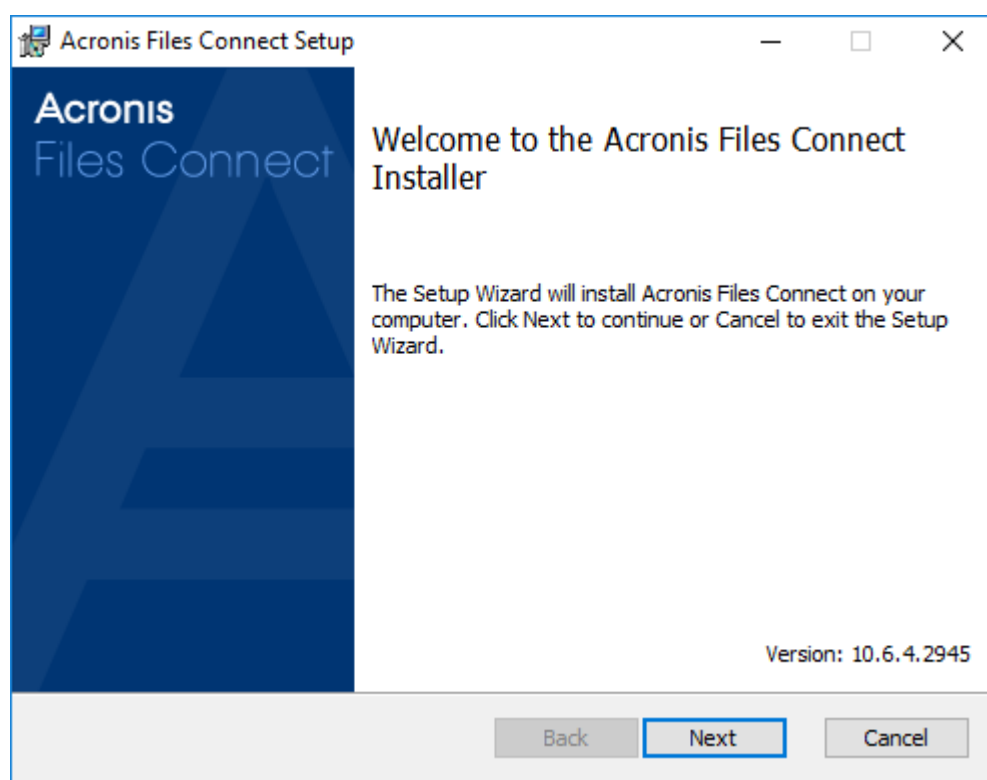 Acronis Files Connect Setup
Acronis
Files Connect
Welcome to the Acronis Files Connect
Installer
The Setup Wizard will install Acronis Files Connect on your
computer. Click Next to continue or Cancel to exit the Setup
Wizard.
Version: 10.6.4.2945
Back
Next
Cancel